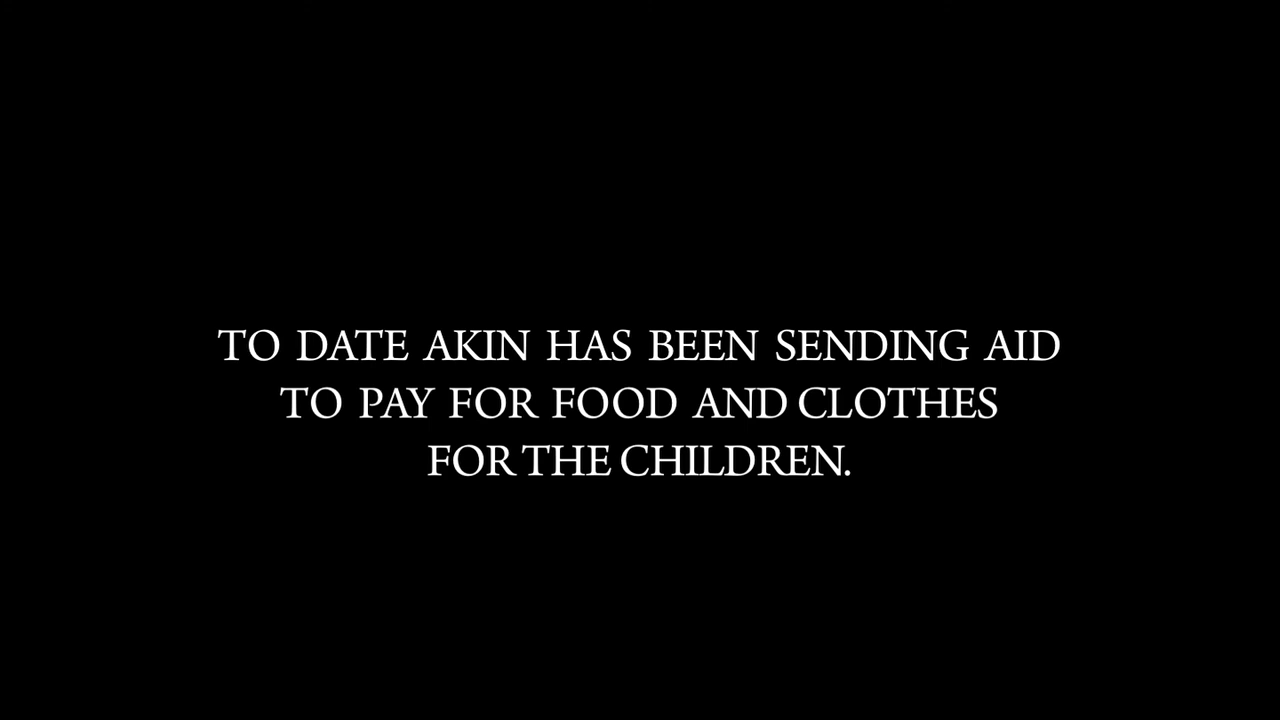 TO DATE AKIN HAS BEEN SENDING AID
TO PAY FOR FOOD AND CLOTHES
FOR THE CHILDREN.